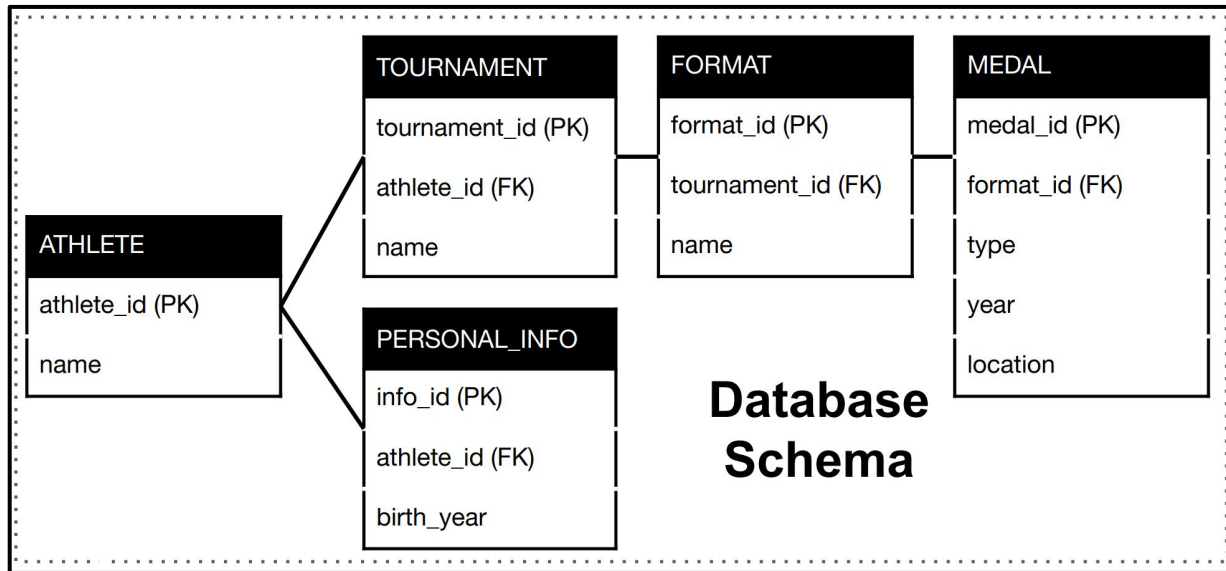 TOURNAMENT
tournament_id (PK)
athlete_id (FK)
name
FORMAT
format_id (PK)
tournament_id (FK)
name
MEDAL
medal_id (PK)
format_id (FK)
type
year
location
ATHLETE
athlete_id (PK)
name
PERSONAL_INFO
info_id (PK)
athlete_id (FK)
birth_year
Database
Schema